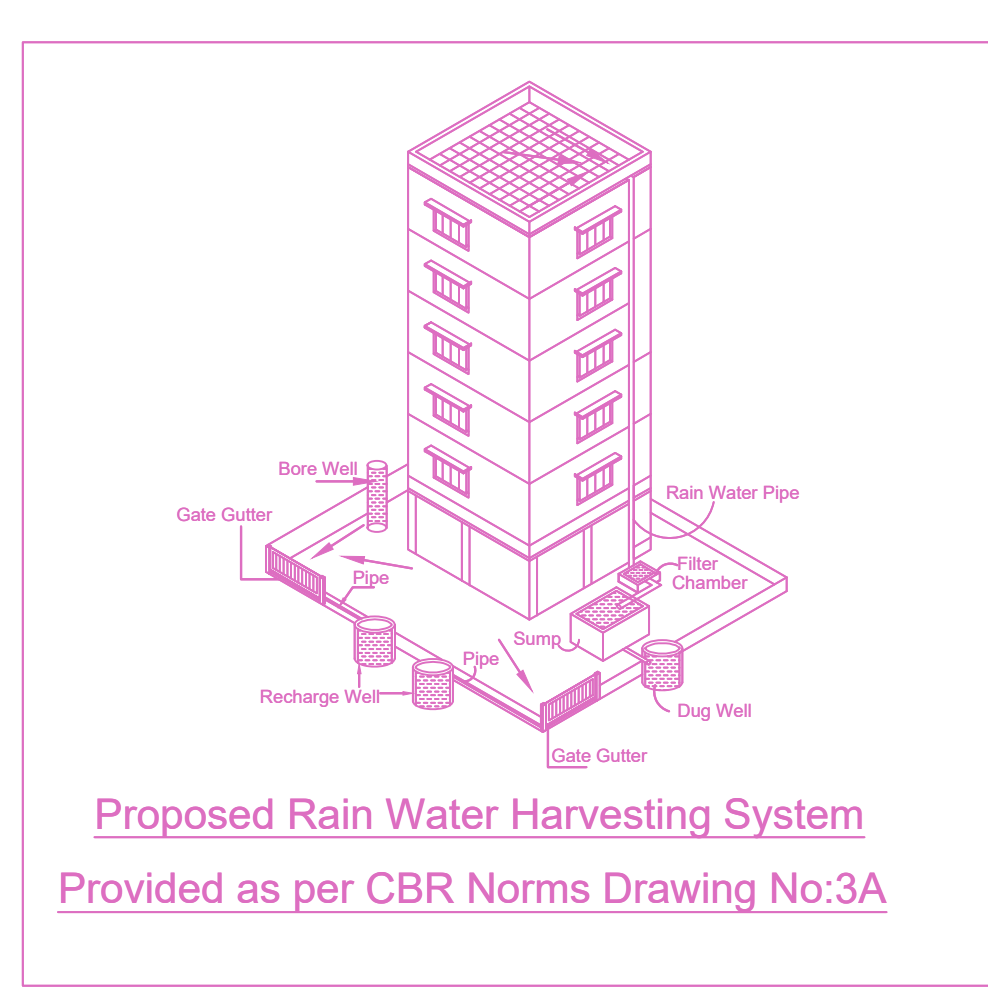 Bore Well
Rain Water Pipe
Gate Gutter
Filter
Chamber
Pipe
Sump
Pipe
Recharge Well
Dug Well
Gate Gutter
Proposed Rain Water Harvesting System
Provided as per CBR Norms Drawing No:3A